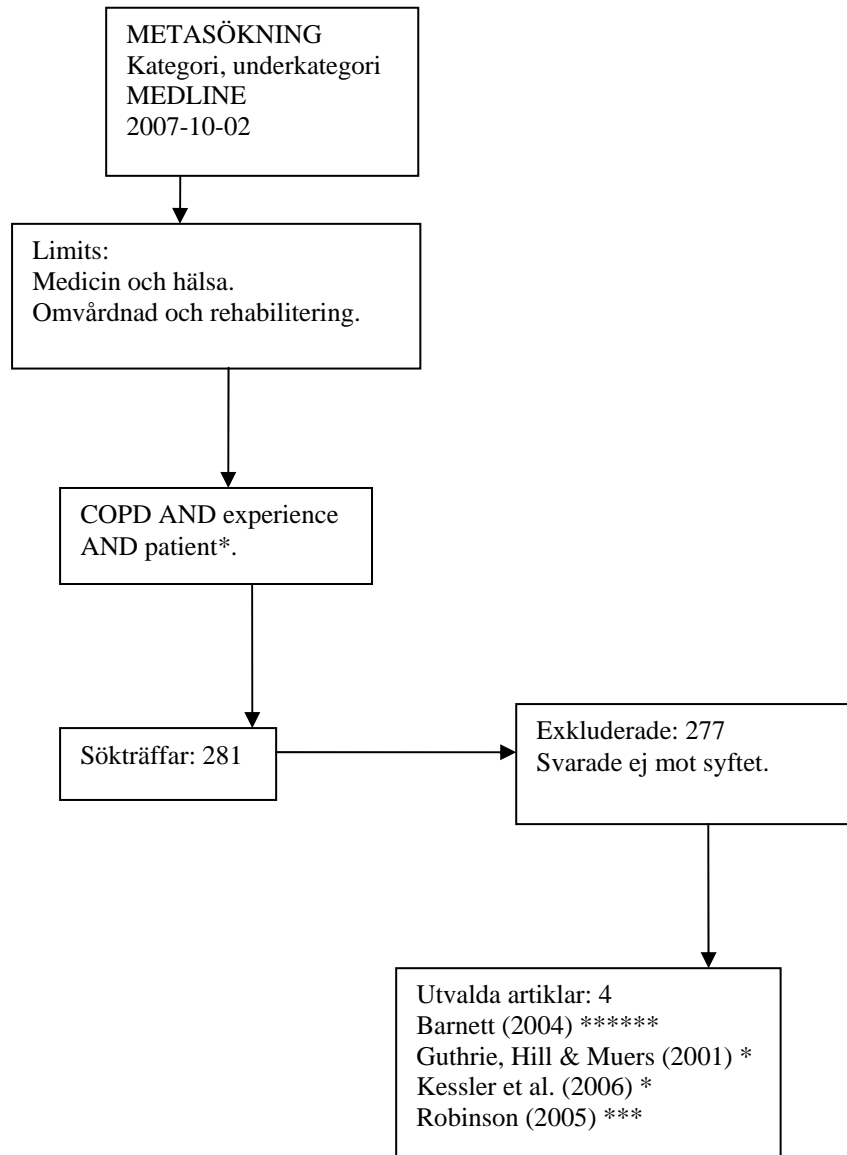 METASÖKNING
Kategori, underkategori
MEDLINE
2007-10-02
Limits:
Medicin och hälsa.
Omvårdnad och rehabilitering.
COPD AND experience
AND patient*.
Sökträffar: 281
Exkluderade: 277
Svarade ej mot syftet.
Utvalda artiklar: 4
Barnett (2004) ******
Guthrie, Hill & Muers (2001) *
Kessler et al. (2006) *
Robinson (2005) ***